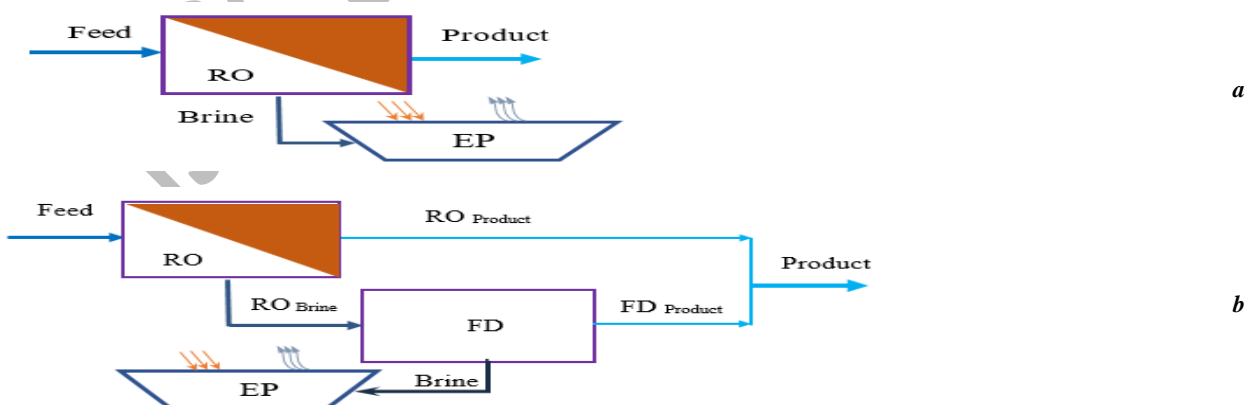 Feed
Product
RO
Brine
EP
a
Feed
RO Product
RO
Product
RO Brine
FD
FD Product
Brine
EP
b